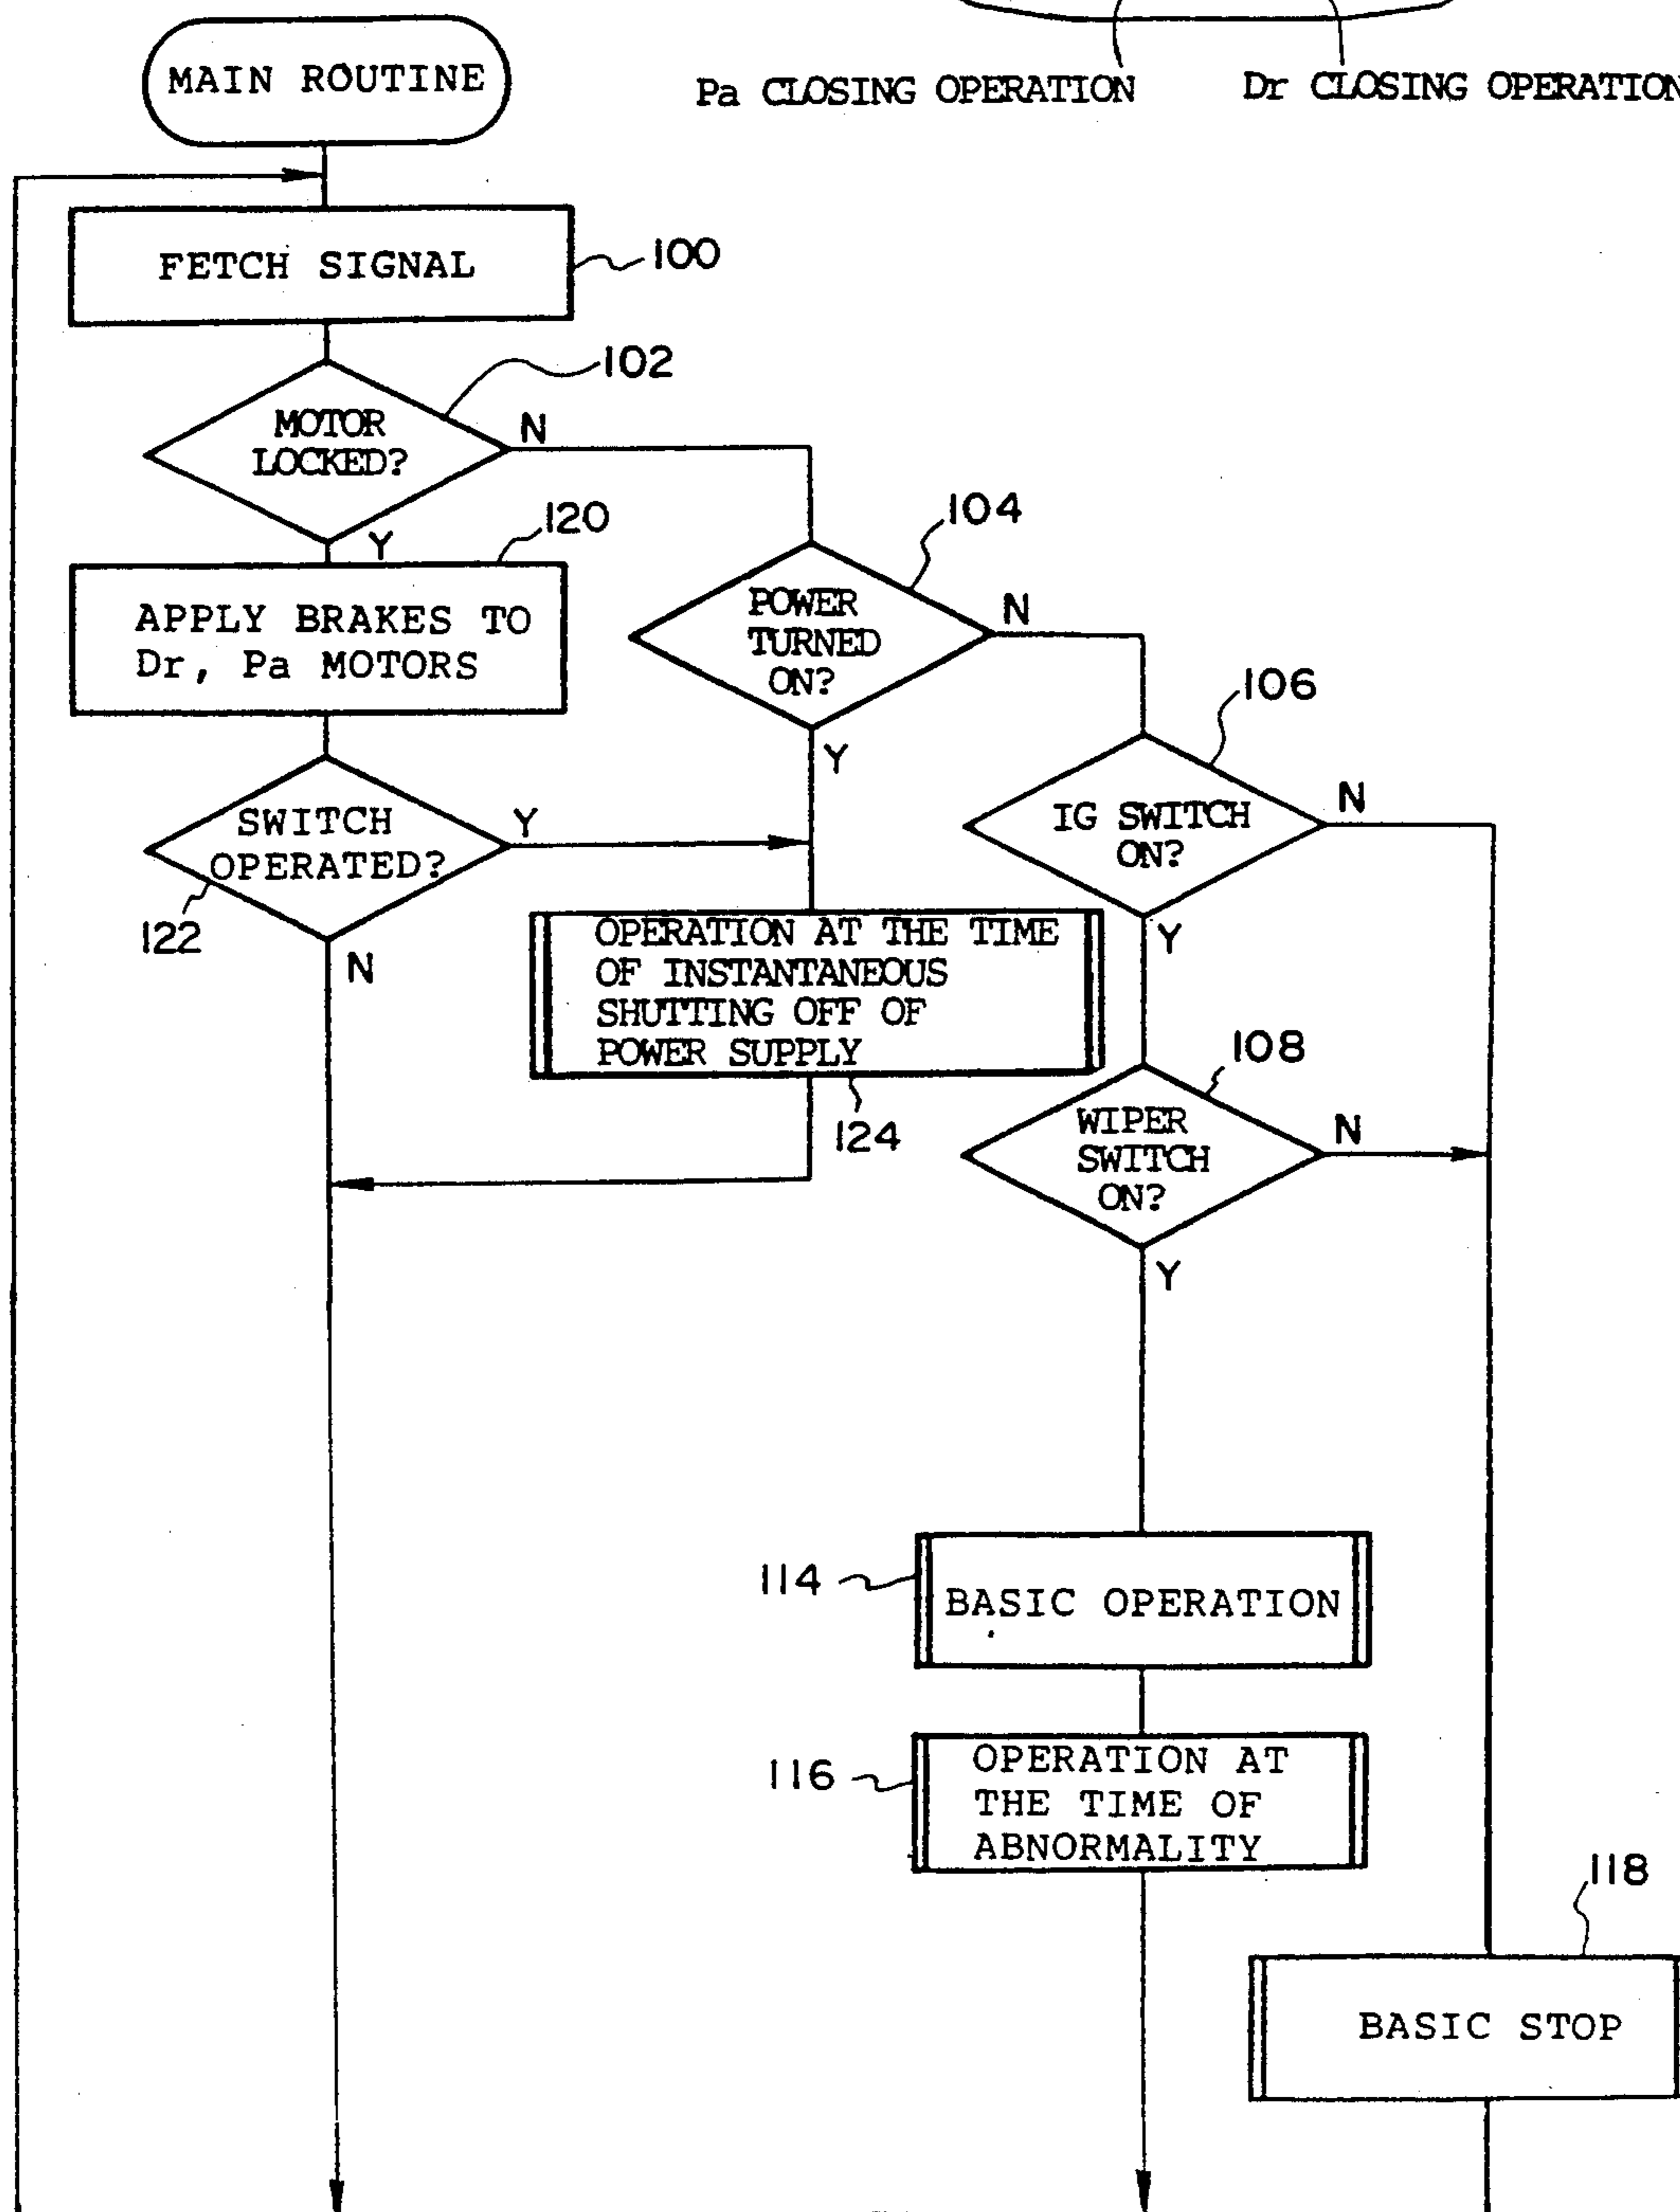 MAIN ROUTINE
Pa CLOSING OPERATION
Dr CLOSING OPERATION
FETCH SIGNAL
100
102
MOTOR
LOCKED?
N
Y
120
104
APPLY BRAKES TO
Dr, Pa MOTORS
POWER
TURNED
ON?
N
Y
106
SWITCH
OPERATED?
Y
122
N
IG SWITCH
ON?
N
Y
OPERATION AT THE TIME
OF INSTANTANEOUS
SHUTTING OFF OF
POWER SUPPLY
124
108
WIPER
SWITCH
ON?
N
Y
114
BASIC OPERATION
116
OPERATION AT
THE TIME OF
ABNORMALITY
118
BASIC STOP